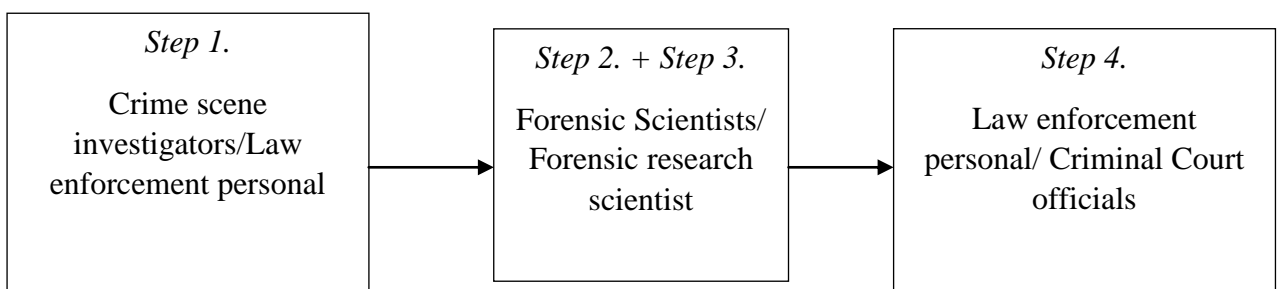 Step 1.
Crime scene
investigators/Law
enforcement personal
Step 2. + Step 3.
Forensic Scientists/
Forensic research
scientist
Step 4.
Law enforcement
personal/ Criminal Court
officials